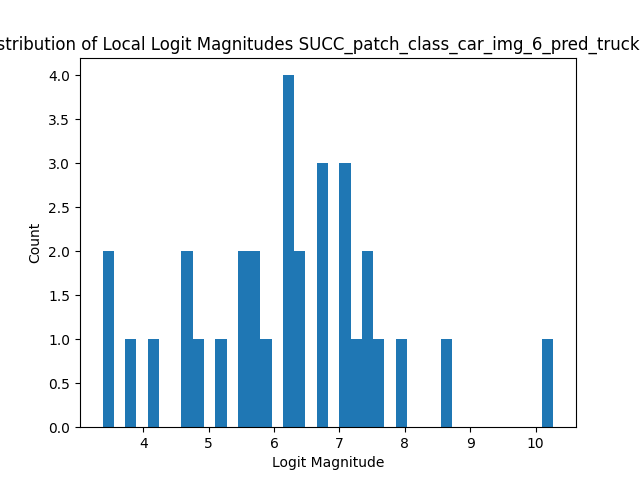 stribution of Local Logit Magnitudes SUCC_patch_class_car_img_6_pred_truck
4.0
3.5
3.0
2.5
2.0
1.5
1.0
0.5
0.0
Count
4 5 6 7 8 9 10
Logit Magnitude